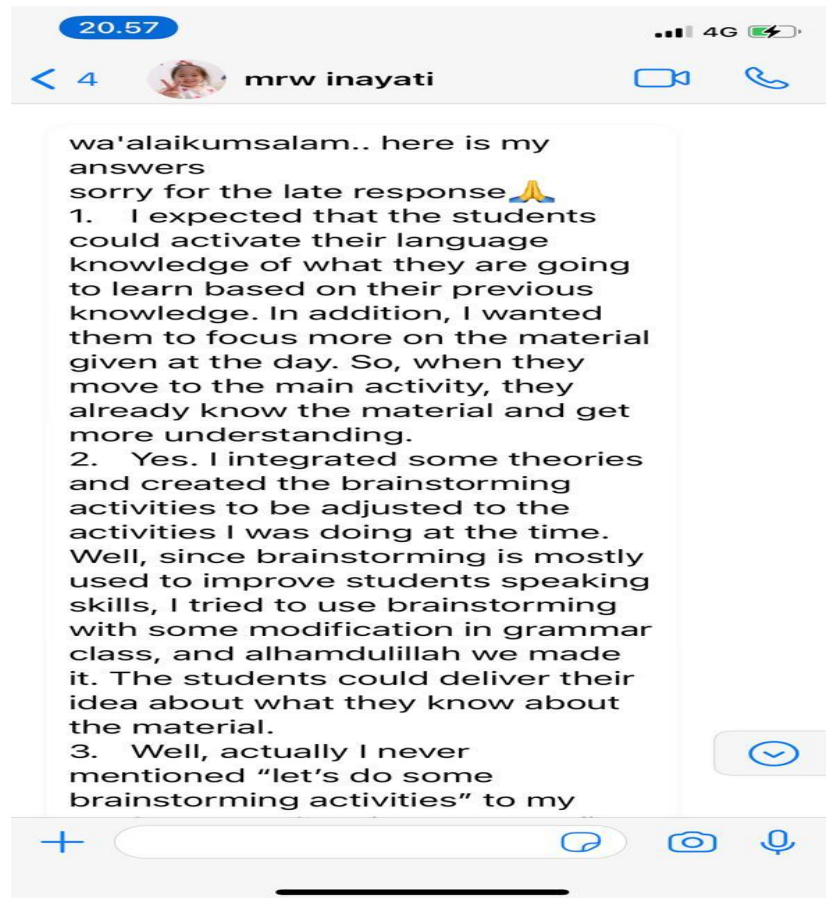 20.57
4G
4
mrw inayati
wa'alaikumsalam.. here is my
answers
sorry for the late response🙏
1. I expected that the students
could activate their language
knowledge of what they are going
to learn based on their previous
knowledge. In addition, I wanted
them to focus more on the material
given at the day. So, when they
move to the main activity, they
already know the material and get
more understanding.
2. Yes. I integrated some theories
and created the brainstorming
activities to be adjusted to the
activities I was doing at the time.
Well, since brainstorming is mostly
used to improve students speaking
skills, I tried to use brainstorming
with some modification in grammar
class, and alhamdulillah we made
it. The students could deliver their
idea about what they know about
the material.
3. Well, actually I never
mentioned “let’s do some
brainstorming activities” to my